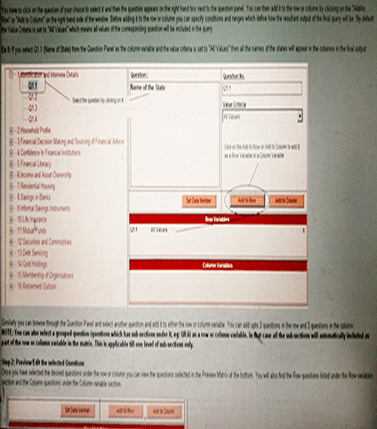 You have to click on the question of your choice to select it and then the question appears on the right hand box next to the question panel. You can then add it to the row or column by clicking on the "Add to
Row" or "Add to Column" on the right hand side of the window. Before adding it to the row or column you can specify conditions and ranges which define how the resultant output of the final query will be. By default
the Value Criteria is set to "All Values" which means all values of the corresponding question will be included in the query.
Ex: If you select Q1.1 (Name of State) from the Question Panel as the column variable and the value criteria is set to "All Values" then all the names of the states will appear in the columns in the final output
1.Identification and Interview Details
Q1.1
Q1.2
Q1.3
Q1.4
Select the question by clicking on it
2.Household Profile
3.Financial Decision Making and Sourcing of Financial Advice
4.Confidence In Financial Institutions
5.Financial Literacy
6.Income and Asset Ownership
7.Residential Housing
8.Savings in Banks
9.Informal Savings Instruments
10.Life Insurance
11.Mutual Funds
12.Securities and Commodities
13.Debt Servicing
14.Gold Holdings
15.Membership of Organisations
16.Retirement Outlook
Question :
Name of the State
Question No.
Q1.1
Value Criteria
All Values
Click on the Add to Row or Add to Column to add it
as a Row Variable or a Column Variable
Set Data Member
Add to Row
Add to Column
Row Variables
Q1.1 All Values
Column Variables
Similarly you can browse through the Question Panel and select another question and add it to either the row or column variable. You can add upto 3 questions in the row and 3 questions in the column.
NOTE: You can also select a grouped question (questions which has sub sections under it, eg: Q8.6) as a row or column variable, in that case all the sub sections will automatically included as
part of the row or column variable in the matrix. This is applicable till one level of sub sections only.
Step 2: Preview/Edit the selected Questions
Once you have selected the desired questions under the row or column you can view the questions selected in the Preview Matrix at the bottom. You will also find the Row questions listed under the Row variables
section and the Column questions under the Column variable section.
Set Data Member
Add to Row
Add to Column